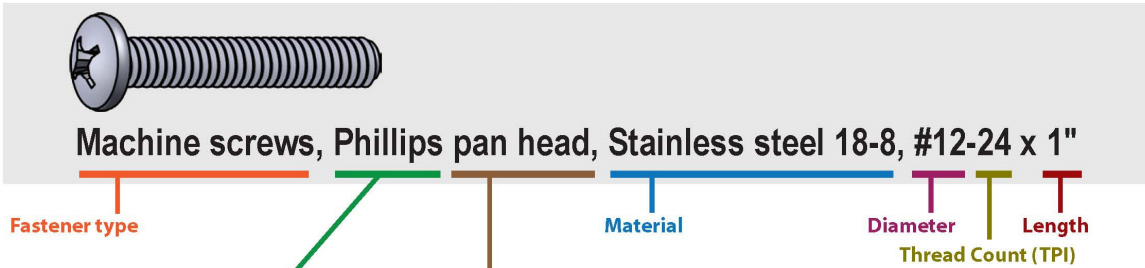 Machine screws, Phillips pan head, Stainless steel 18-8, #12-24 x 1"
Fastener type
Material
Diameter
Length
Thread Count (TPI)